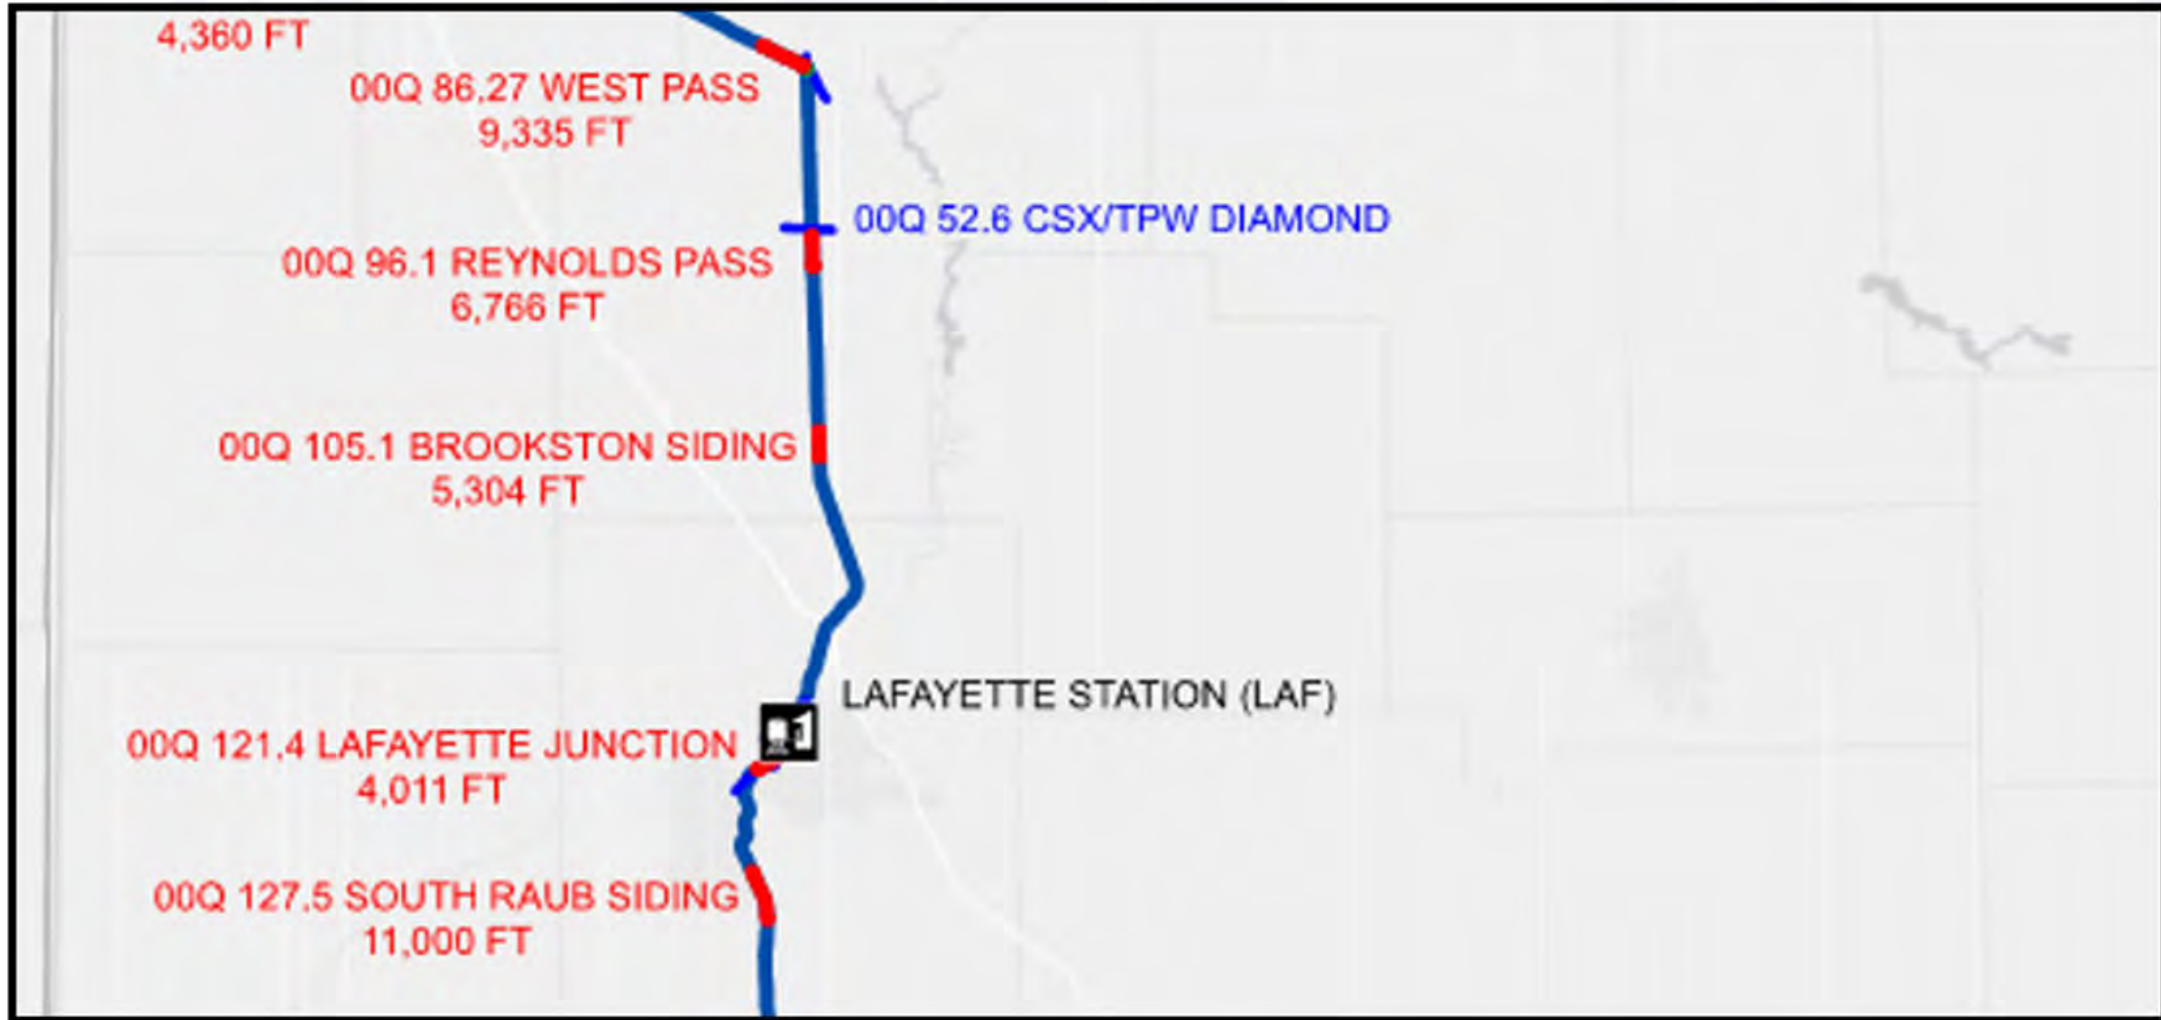 4,360 FT
00Q 86.27 WEST PASS
9,335 FT
00Q 52.6 CSX/TPW DIAMOND
00Q 96.1 REYNOLDS PASS
6,766 FT
00Q 105.1 BROOKSTON SIDING
5,304 FT
LAFAYETTE STATION (LAF)
00Q 121.4 LAFAYETTE JUNCTION
4,011 FT
00Q 127.5 SOUTH RAUB SIDING
11,000 FT